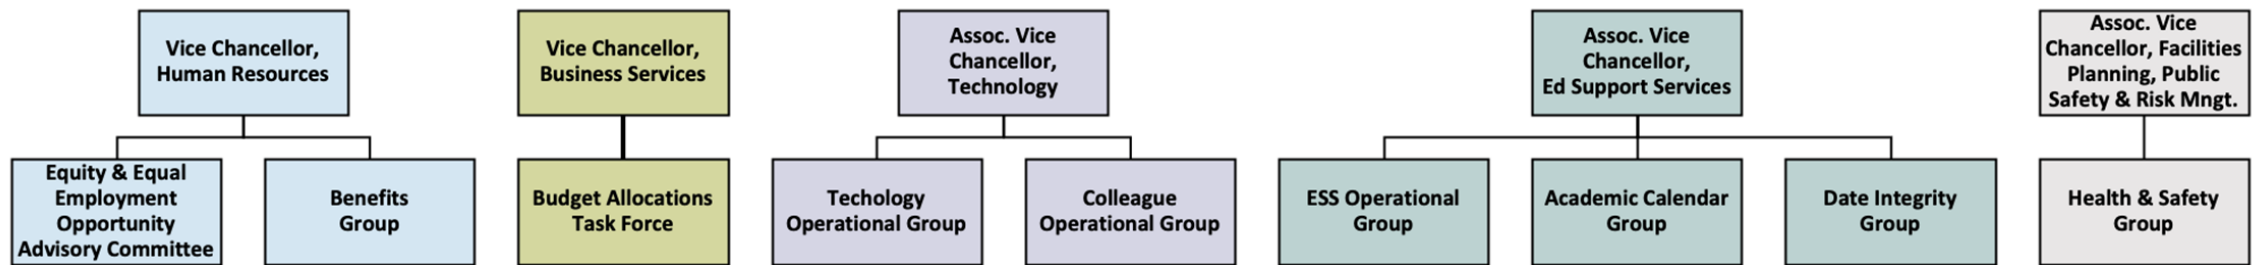 Vice Chancellor,
Human Resources
Vice Chancellor,
Business Services
Assoc. Vice
Chancellor,
Technology
Assoc. Vice
Chancellor,
Ed Support Services
Assoc. Vice
Chancellor, Facilities
Planning, Public
Safety & Risk Mngt.
Equity & Equal
Employment
Opportunity
Advisory Committee
Benefits
Group
Budget Allocations
Task Force
Techology
Operational Group
Colleague
Operational Group
ESS Operational
Group
Academic Calendar
Group
Date Integrity
Group
Health & Safety
Group